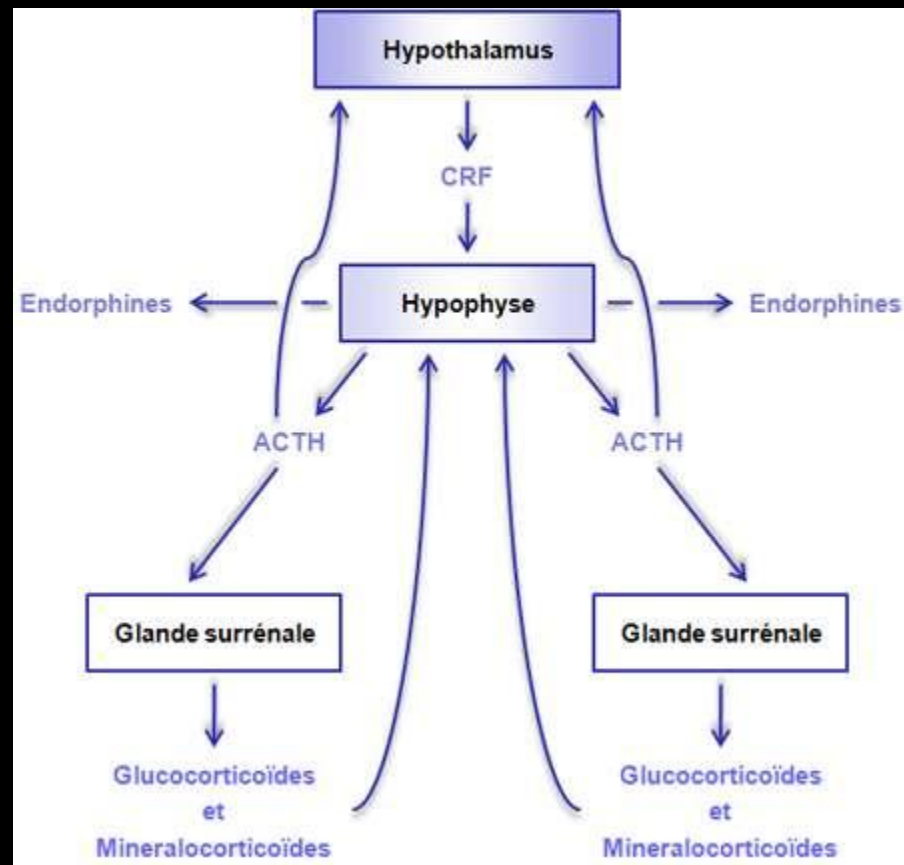 Hypothalamus
CRF
Endorphines
Hypophyse
Endorphines
ACTH
ACTH
Glande surrénale
Glande surrénale
Glucocorticoïdes
et
Mineralocorticoïdes
Glucocorticoïdes
et
Mineralocorticoïdes